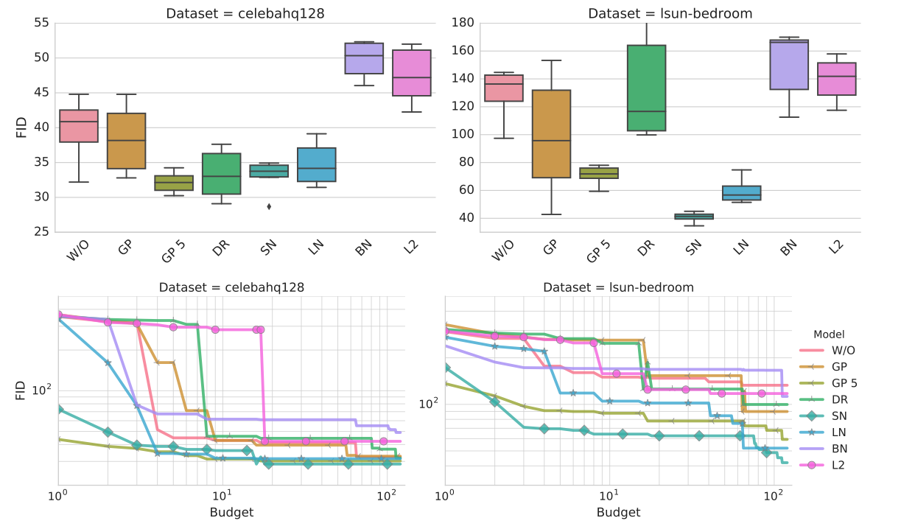 Dataset = celebahq128
FID
55
50
45
40
35
30
25
W/O GP GP 5 DR SN LN BN L2
Dataset = lsun-bedroom
180
160
140
120
100
80
60
40
W/O GP GP 5 DR SN LN BN L2
Dataset = celebahq128
FID
10²
10⁰ 10¹ 10²
Budget
Dataset = lsun-bedroom
10²
10⁰ 10¹ 10²
Budget
Model
W/O
GP
GP 5
DR
SN
LN
BN
L2